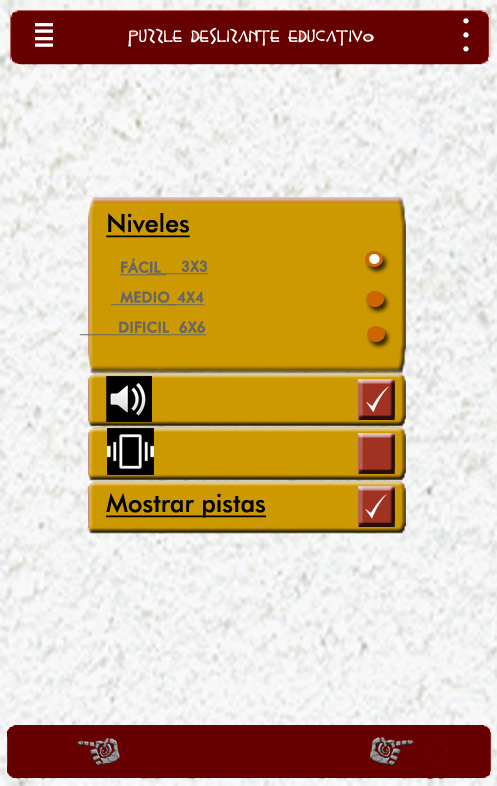 PUZZLE DESLIZANTE EDUCATIVO
Niveles
FÁCIL 3X3
MEDIO 4X4
DIFICIL 6X6
Mostrar pistas